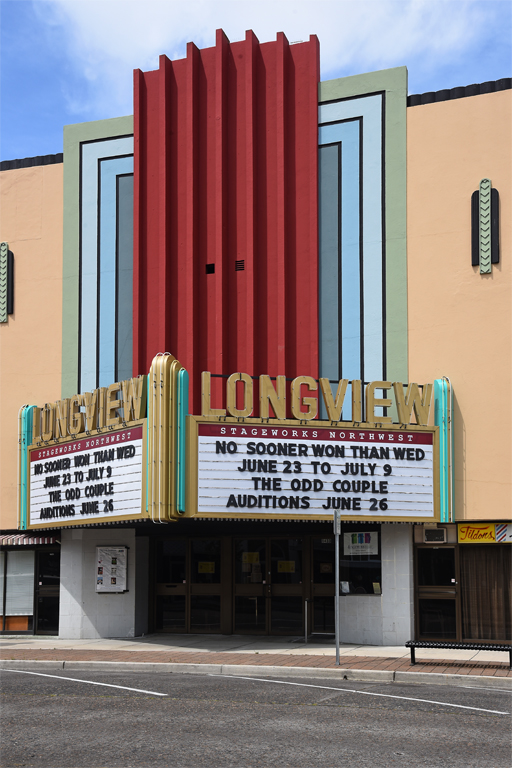 LONGVIEW
STAGEWORKS NORTHWEST
NO SOONER WON THAN WED
JUNE 23 TO JULY 9
THE ODD COUPLE
AUDITIONS JUNE 26
LONGVIEW
STAGEWORKS NORTHWEST
NO SOONER WON THAN WED
JUNE 23 TO JULY 9
THE ODD COUPLE
AUDITIONS JUNE 26
Tildons